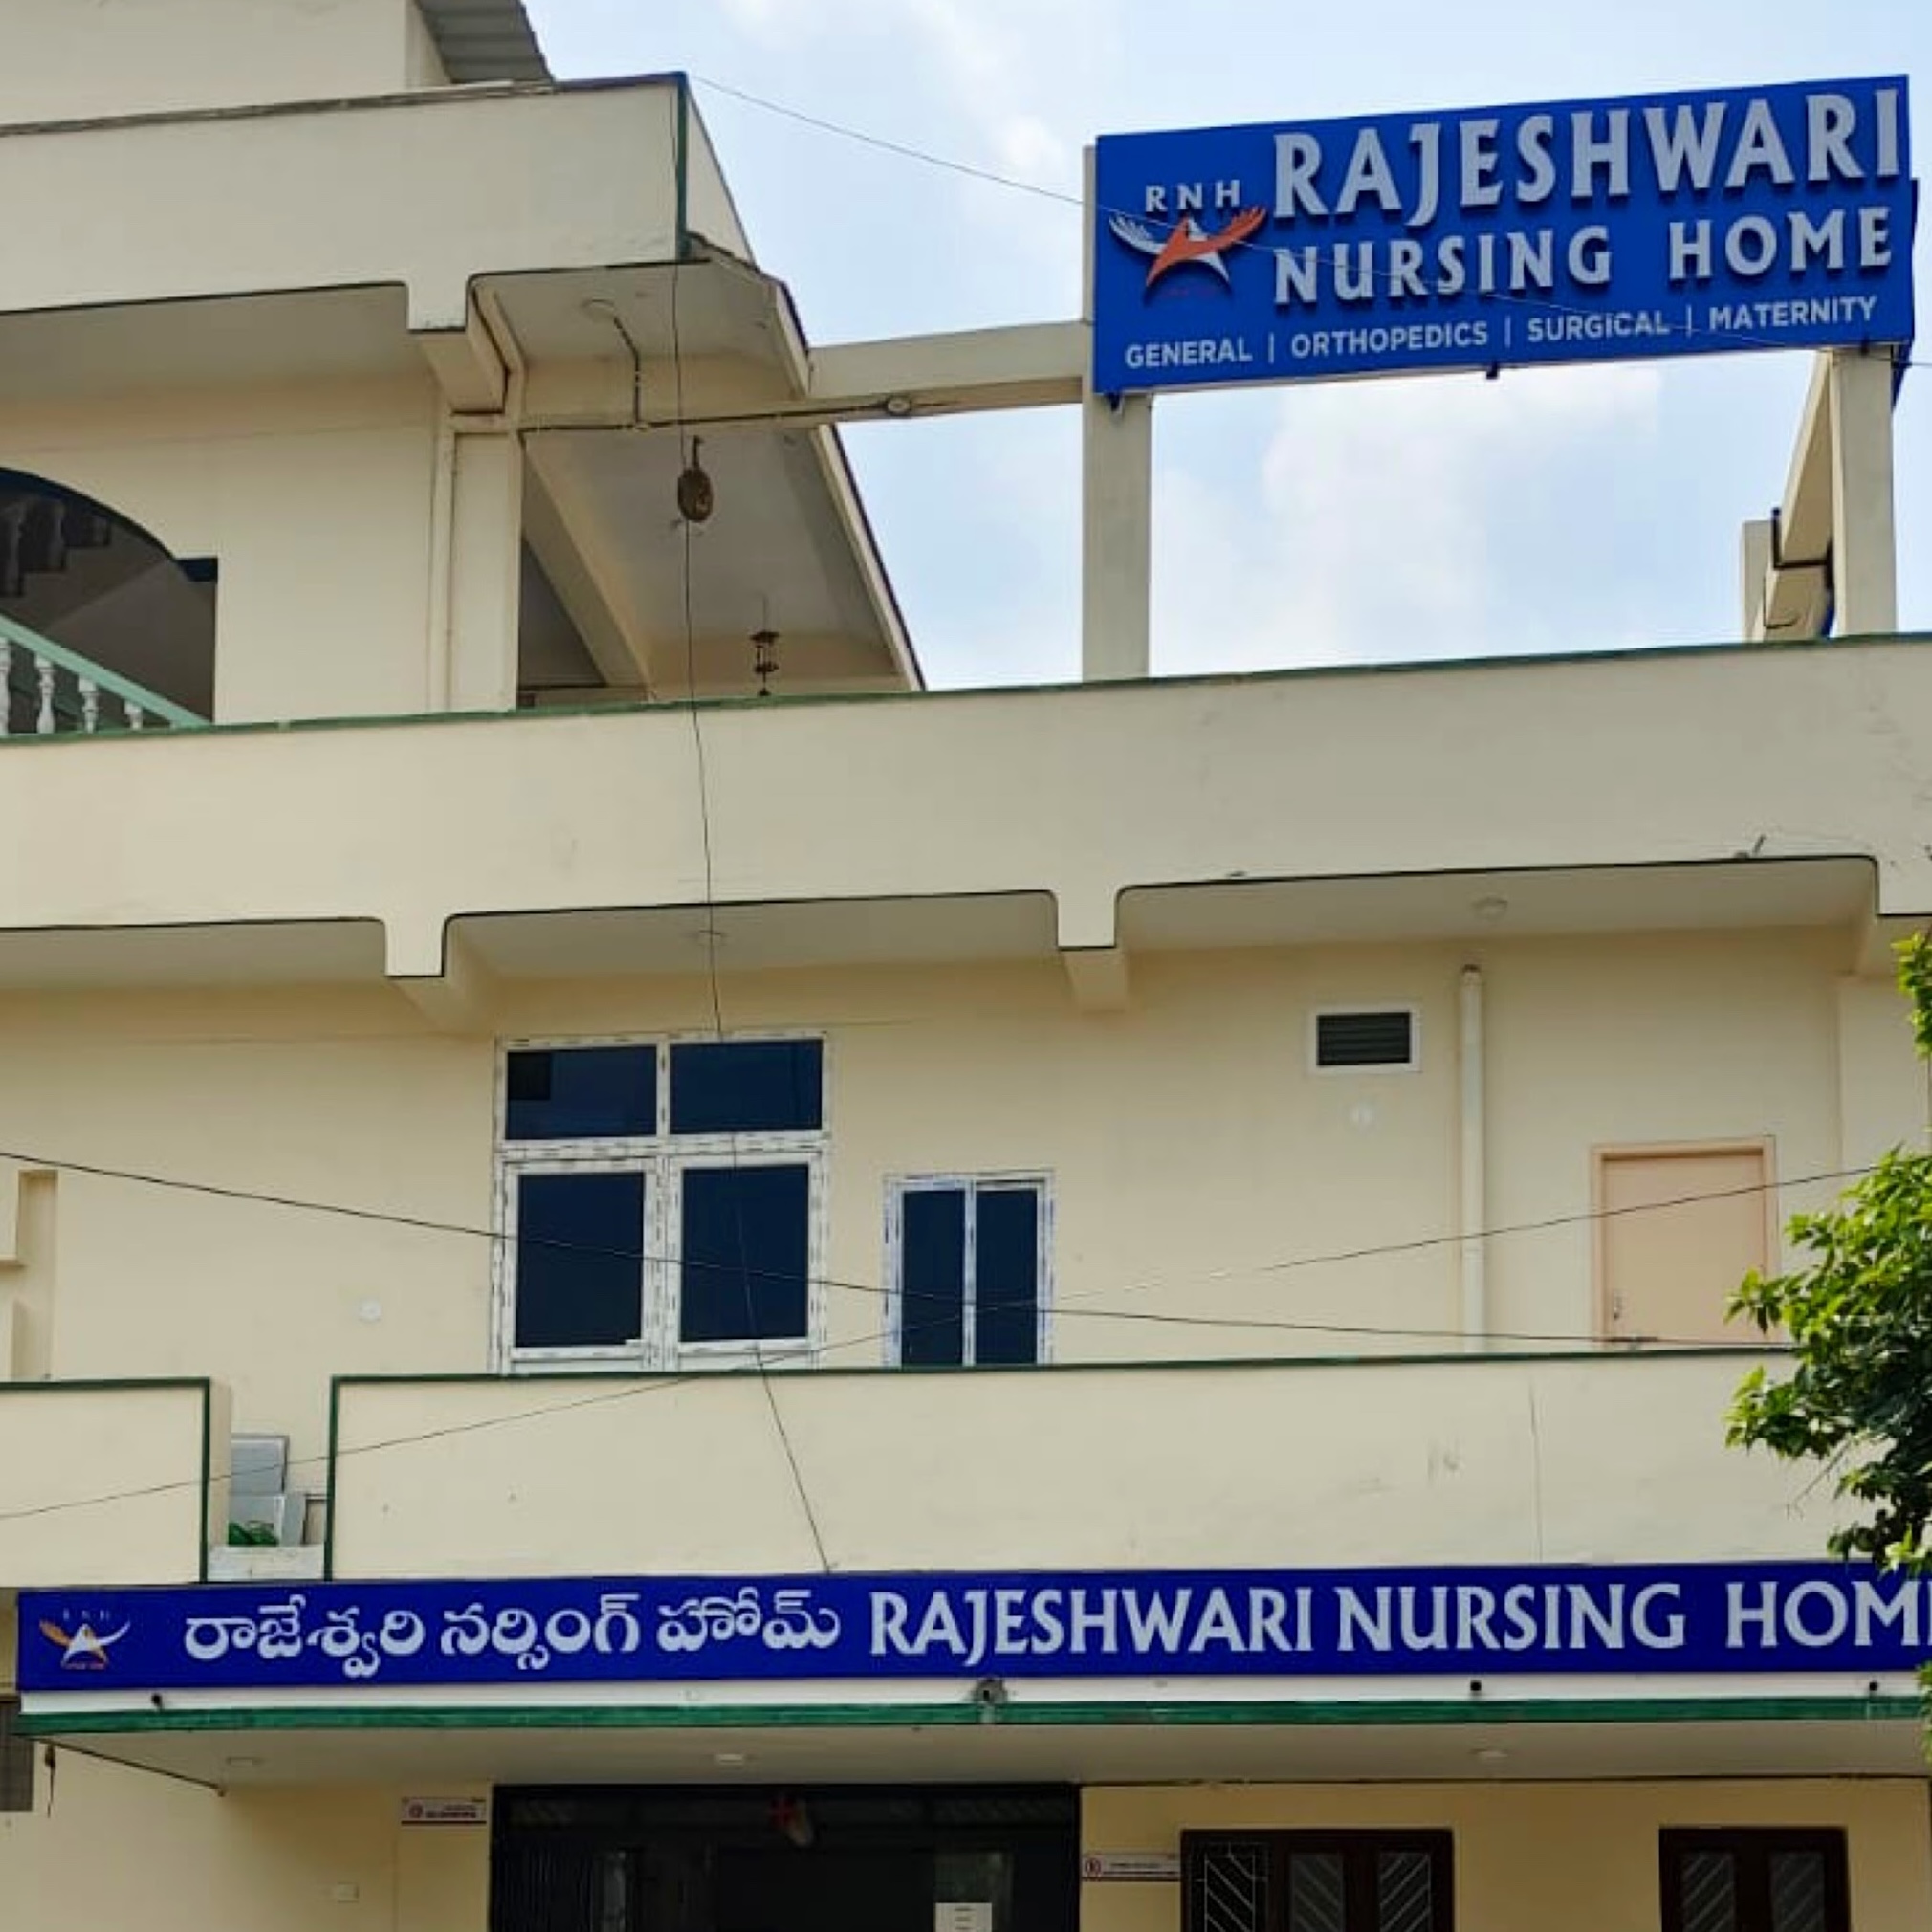 RNH
RAJESHWARI
NURSING HOME
GENERAL | ORTHOPEDICS | SURGICAL | MATERNITY
RNH
రాజేశ్వరి నర్సింగ్ హోమ్ RAJESHWARI NURSING HOM